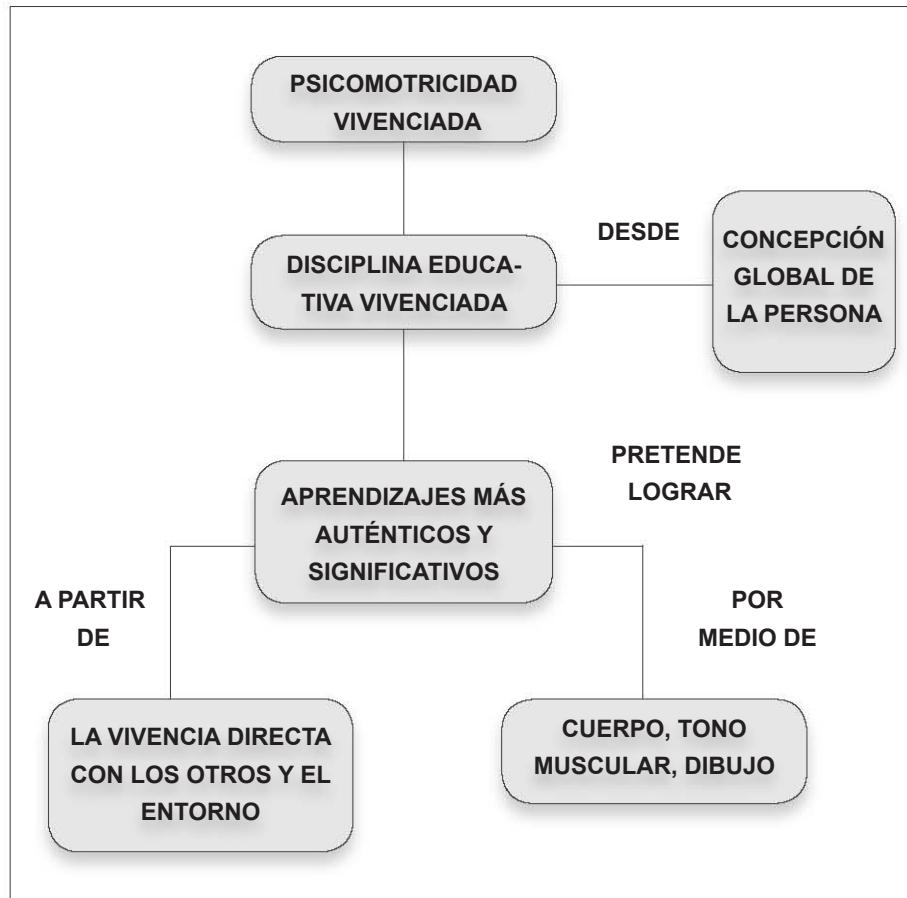 PSICOMOTRICIDAD
VIVENCIADA
DESDE
CONCEPCIÓN
GLOBAL DE
LA PERSONA
DISCIPLINA EDUCA-
TIVA VIVENCIADA
PRETENDE
LOGRAR
APRENDIZAJES MÁS
AUTÉNTICOS Y
SIGNIFICATIVOS
A PARTIR
DE
POR
MEDIO DE
LA VIVENCIA DIRECTA
CON LOS OTROS Y EL
ENTORNO
CUERPO, TONO
MUSCULAR, DIBUJO